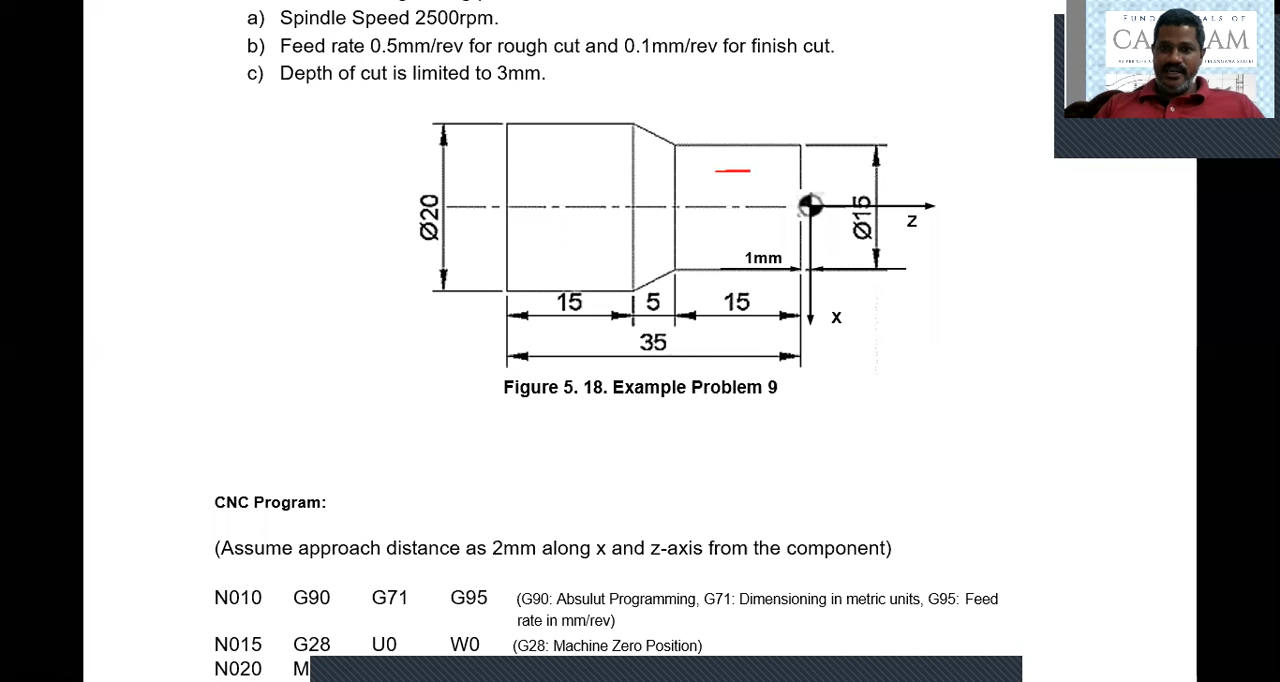 a) Spindle Speed 2500rpm.
b) Feed rate 0.5mm/rev for rough cut and 0.1mm/rev for finish cut.
c) Depth of cut is limited to 3mm.
Ø20
Ø15
z
1mm
15 5 15
x
35
Figure 5. 18. Example Problem 9
CNC Program:
(Assume approach distance as 2mm along x and z-axis from the component)
N010 G90 G71 G95 (G90: Absulut Programming, G71: Dimensioning in metric units, G95: Feed
rate in mm/rev)
N015 G28 U0 W0 (G28: Machine Zero Position)
N020 M